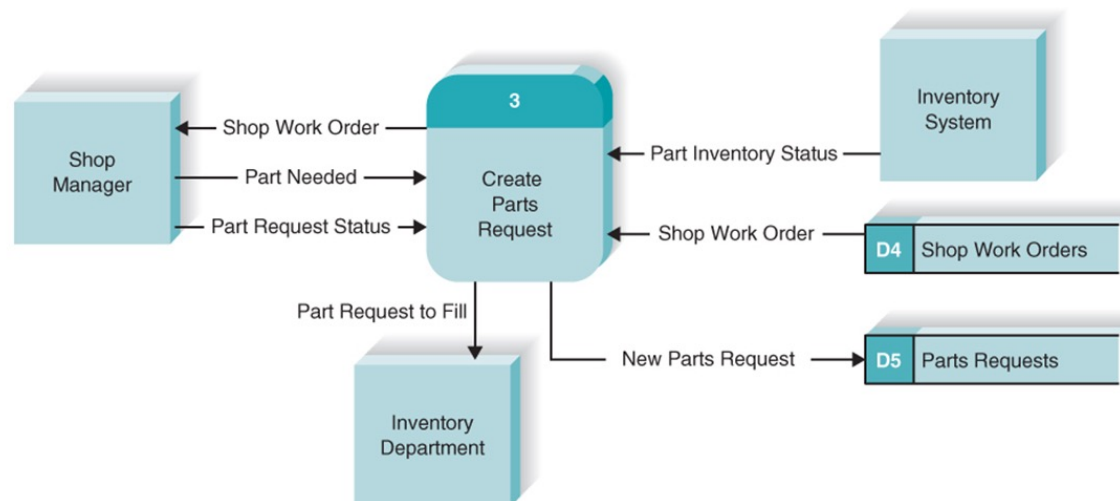 3
Inventory
System
Shop Work Order
Part Inventory Status
Shop
Manager
Part Needed
Create
Parts
Request
Part Request Status
Shop Work Order
D4
Shop Work Orders
Part Request to Fill
New Parts Request
D5
Parts Requests
Inventory
Department